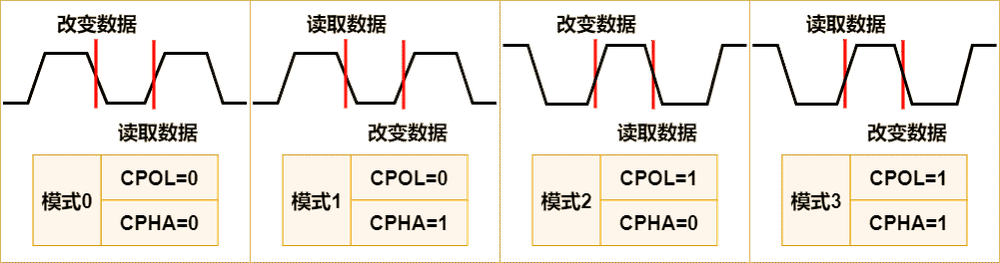 改变数据
读取数据
模式0
CPOL=0
CPHA=0
读取数据
改变数据
模式1
CPOL=0
CPHA=1
改变数据
读取数据
模式2
CPOL=1
CPHA=0
读取数据
改变数据
模式3
CPOL=1
CPHA=1